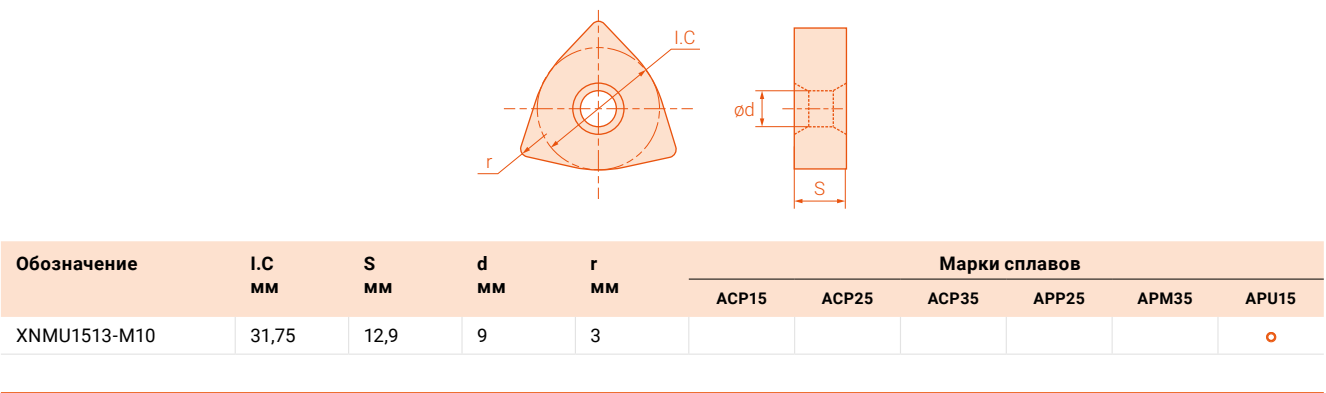 I.C
ød
r
S
Обозначение I.C S d r Марки сплавов
мм мм мм мм
ACP15 ACP25 ACP35 APP25 APM35 APU15
XNMU1513-M10 31,75 12,9 9 3